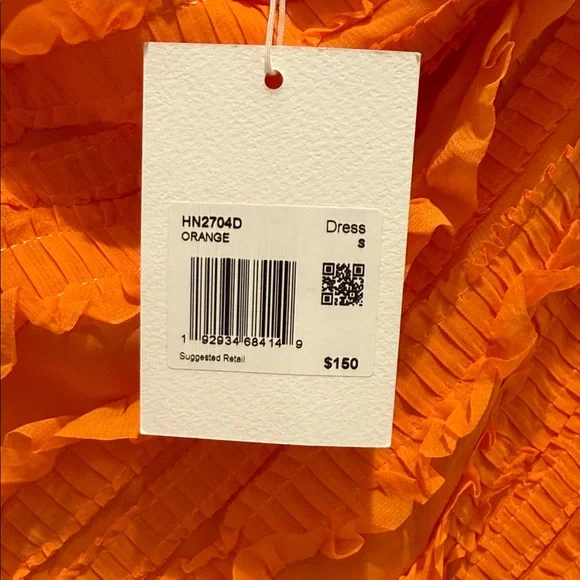 HN2704D Dress
ORANGE S
1 92934 68414 9
Suggested Retail $150